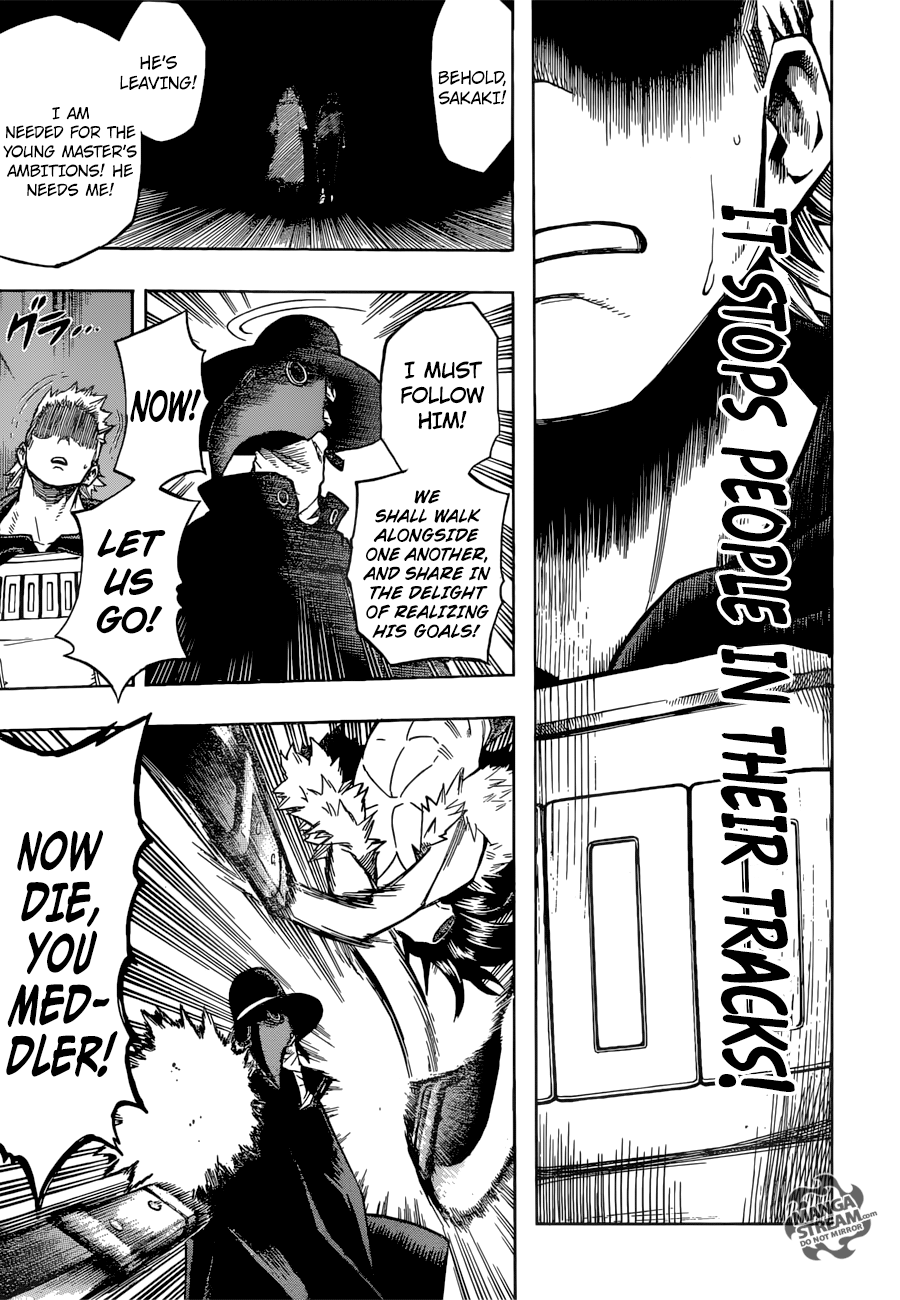 IT STOPS PEOPLE IN THEIR TRACKS!
BEHOLD,
SAKAKI!
HE'S
LEAVING!
I AM
NEEDED FOR THE
YOUNG MASTER'S
AMBITIONS! HE
NEEDS ME!
I MUST
FOLLOW
HIM!
WE
SHALL WALK
ALONGSIDE
ONE ANOTHER,
AND SHARE IN
THE DELIGHT
OF REALIZING
HIS GOALS!
NOW!
LET
US
GO!
グラ…
NOW
DIE,
YOU
MED-
DLER!
MANGA
STREAM.com
DO NOT MIRROR